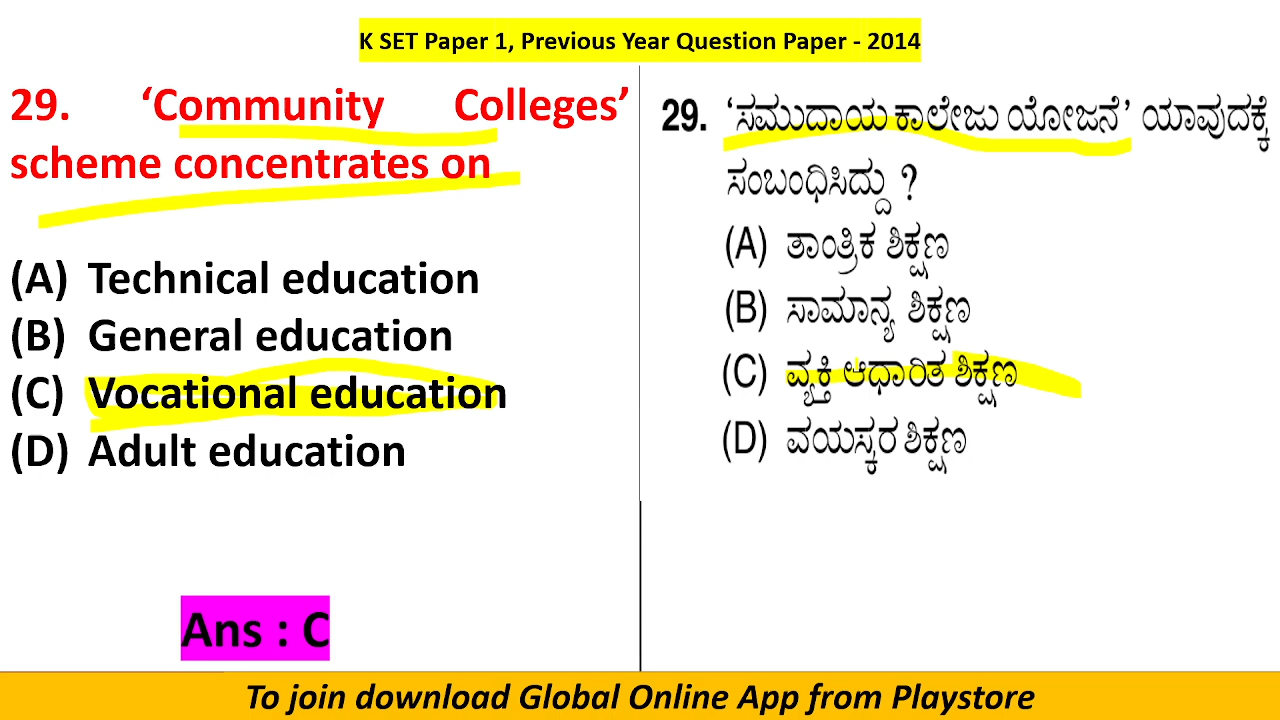 K SET Paper 1, Previous Year Question Paper - 2014
29. ‘Community Colleges’
scheme concentrates on
(A) Technical education
(B) General education
(C) Vocational education
(D) Adult education
Ans : C
29. ‘ಸಮುದಾಯ ಕಾಲೇಜು ಯೋಜನೆ’ ಯಾವುದಕ್ಕೆ
ಸಂಬಂಧಿಸಿದ್ದು ?
(A) ತಾಂತ್ರಿಕ ಶಿಕ್ಷಣ
(B) ಸಾಮಾನ್ಯ ಶಿಕ್ಷಣ
(C) ವ್ಯಕ್ತಿ ಆಧಾರಿತ ಶಿಕ್ಷಣ
(D) ವಯಸ್ಕರ ಶಿಕ್ಷಣ
To join download Global Online App from Playstore